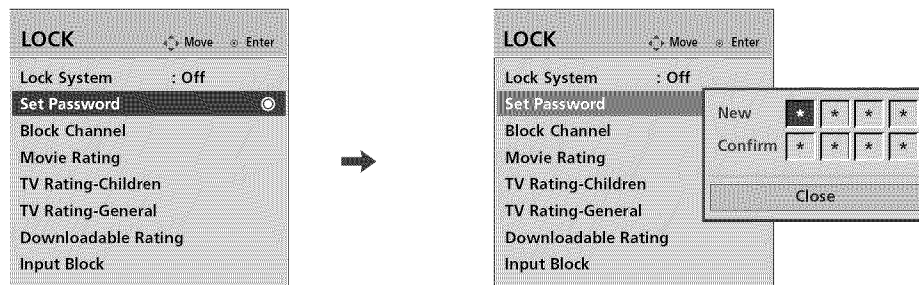 LOCK Move Enter
Lock System : Off
Set Password
Block Channel
Movie Rating
TV Rating-Children
TV Rating-General
Downloadable Rating
Input Block
LOCK Move Enter
Lock System : Off
Set Password
Block Channel
Movie Rating
TV Rating-Children
TV Rating-General
Downloadable Rating
Input Block
New * * * *
Confirm * * * *
Close